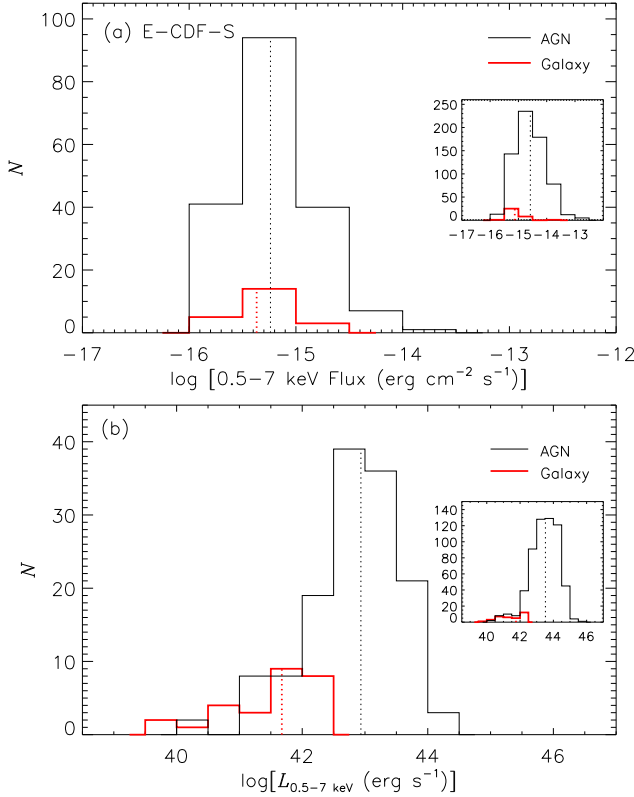 (a) E−CDF−S
AGN
Galaxy
N
100
80
60
40
20
0
250
200
150
100
50
0
−17 −16 −15 −14 −13
−17 −16 −15 −14 −13 −12
log [0.5−7 keV Flux (erg cm⁻² s⁻¹)]
(b)
AGN
Galaxy
N
40
30
20
10
0
140
120
100
80
60
40
20
0
40 42 44 46
40 42 44 46
log[L₀.₅₋₇ keV (erg s⁻¹)]